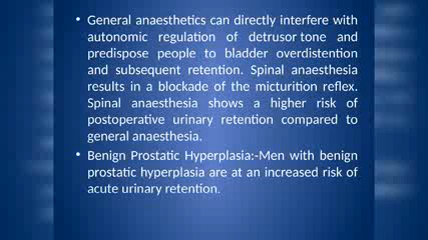 • General anaesthetics can directly interfere with
autonomic regulation of detrusor tone and
predispose people to bladder overdistention
and subsequent retention. Spinal anaesthesia
results in a blockade of the micturition reflex.
Spinal anaesthesia shows a higher risk of
postoperative urinary retention compared to
general anaesthesia.
• Benign Prostatic Hyperplasia:-Men with benign
prostatic hyperplasia are at an increased risk of
acute urinary retention.